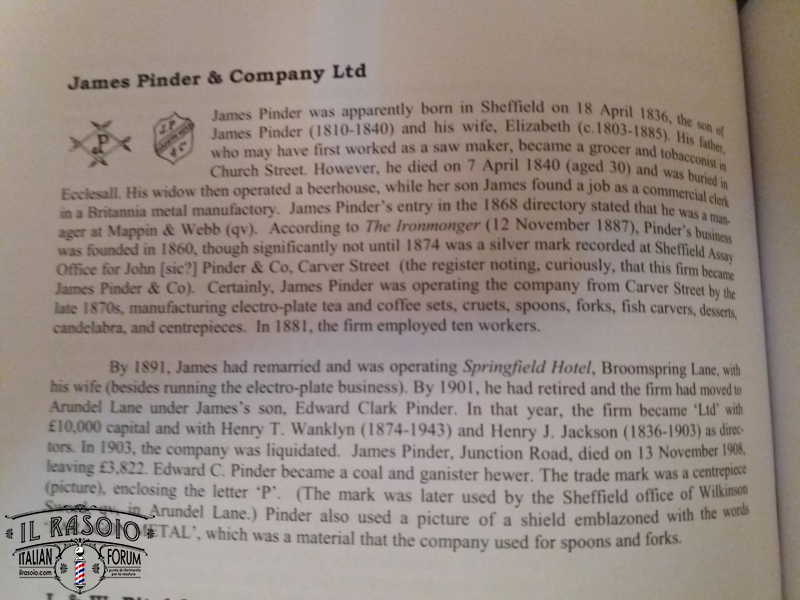 James Pinder & Company Ltd
P
J.P
& C
James Pinder was apparently born in Sheffield on 18 April 1836, the son of
James Pinder (1810-1840) and his wife, Elizabeth (c.1803-1885). His father,
who may have first worked as a saw maker, became a grocer and tobacconist in
Church Street. However, he died on 7 April 1840 (aged 30) and was buried in
Ecclesall. His widow then operated a beerhouse, while her son James found a job as a commercial clerk
in a Britannia metal manufactory. James Pinder's entry in the 1868 directory stated that he was a man-
ager at Mappin & Webb (qv). According to The Ironmonger (12 November 1887), Pinder's business
was founded in 1860, though significantly not until 1874 was a silver mark recorded at Sheffield Assay
Office for John [sic?] Pinder & Co, Carver Street (the register noting, curiously, that this firm became
James Pinder & Co). Certainly, James Pinder was operating the company from Carver Street by the
late 1870s, manufacturing electro-plate tea and coffee sets, cruets, spoons, forks, fish carvers, desserts,
candelabra, and centrepieces. In 1881, the firm employed ten workers.
By 1891, James had remarried and was operating Springfield Hotel, Broomspring Lane, with
his wife (besides running the electro-plate business). By 1901, he had retired and the firm had moved to
Arundel Lane under James's son, Edward Clark Pinder. In that year, the firm became 'Ltd' with
£10,000 capital and with Henry T. Wanklyn (1874-1943) and Henry J. Jackson (1836-1903) as direc-
tors. In 1903, the company was liquidated. James Pinder, Junction Road, died on 13 November 1908,
leaving £3,822. Edward C. Pinder became a coal and ganister hewer. The trade mark was a centrepiece
(picture), enclosing the letter 'P'. (The mark was later used by the Sheffield office of Wilkinson
in Arundel Lane.) Pinder also used a picture of a shield emblazoned with the words
METAL', which was a material that the company used for spoons and forks.
IL RASOIO
ITALIAN FORUM
ilrasoio.com
il punto di riferimento
per la rasatura